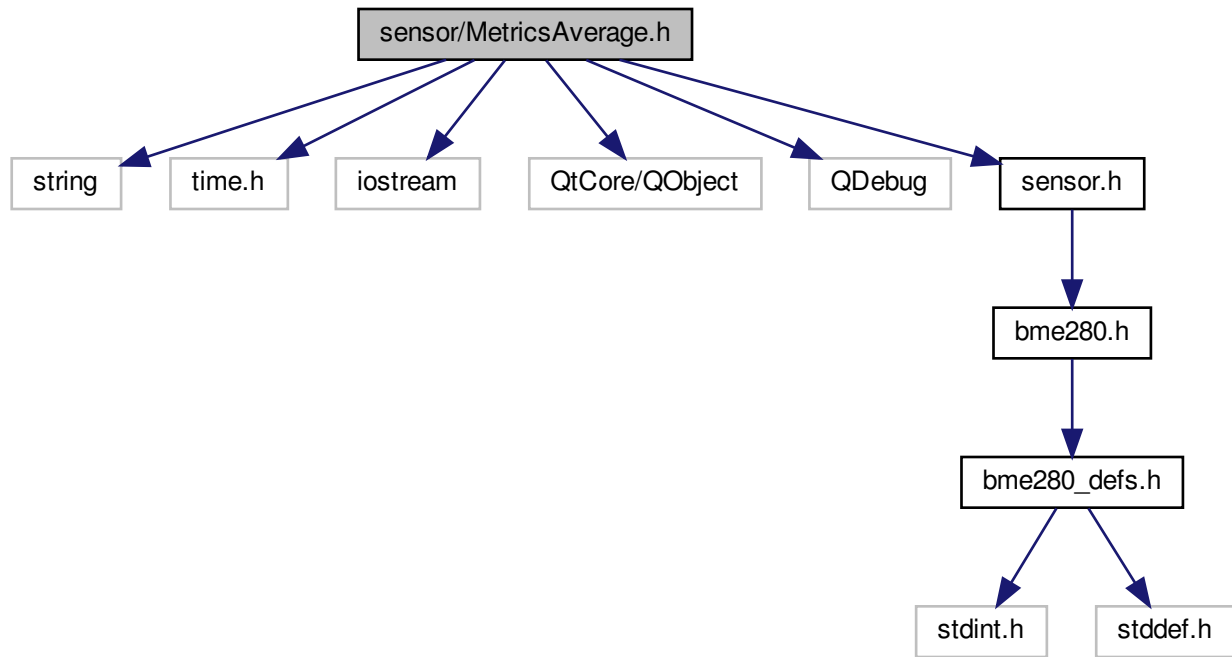 sensor/MetricsAverage.h
string
time.h
iostream
QtCore/QObject
QDebug
sensor.h
bme280.h
bme280_defs.h
stdint.h
stddef.h